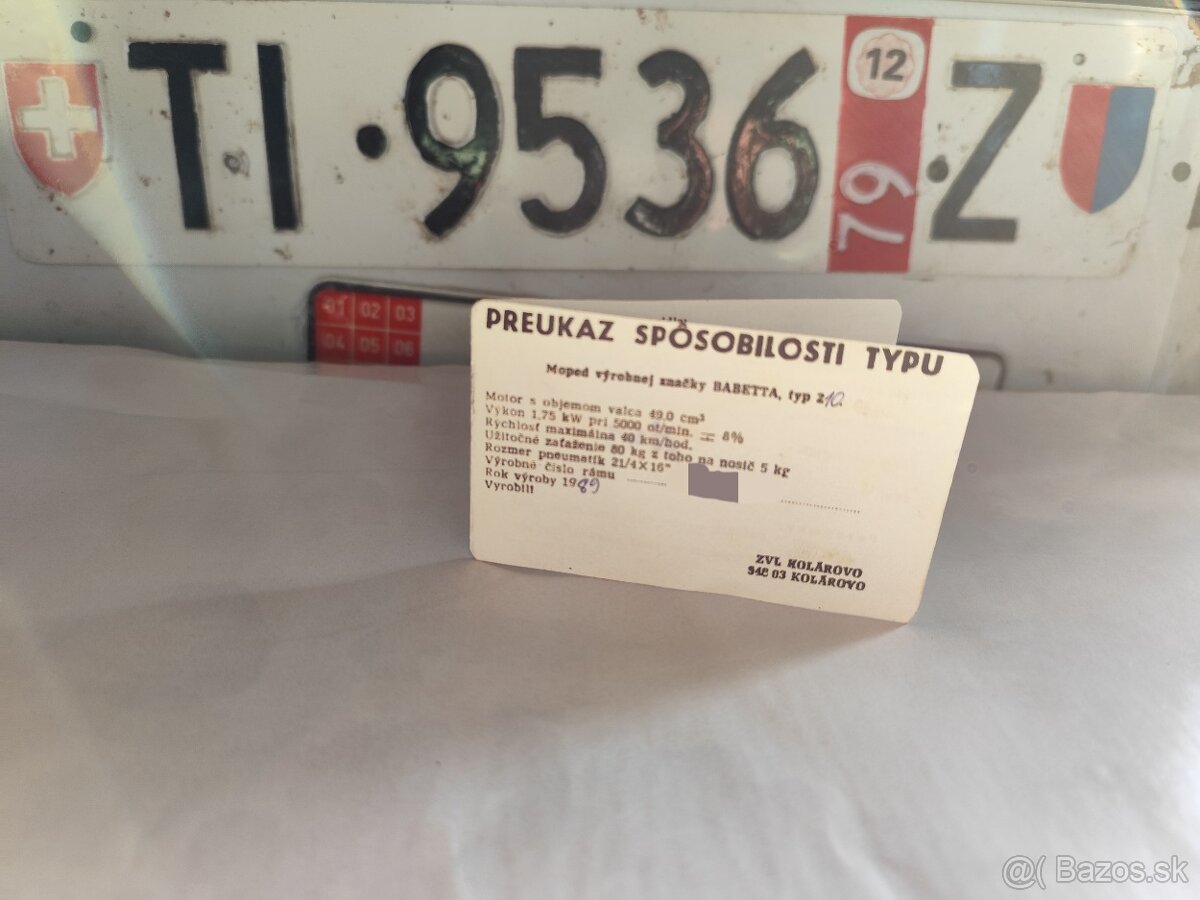 TI·9536·Z
12
79
01 02 03
04 05 06
PREUKAZ SPÔSOBILOSTI TYPU
Moped výrobnej značky BABETTA, typ 210.
Motor s objemom valca 49,0 cm³
Výkon 1,75 kW pri 5000 ot/min. ∓ 8%
Rýchlosť maximálna 40 km/hod.
Užitočné zaťaženie 80 kg z toho na nosič 5 kg
Rozmer pneumatík 21/4×16"
Výrobné číslo rámu
Rok výroby 1989
Vyrobili
ZVL KOLÁROVO
946 03 KOLÁROVO
@( Bazos.sk